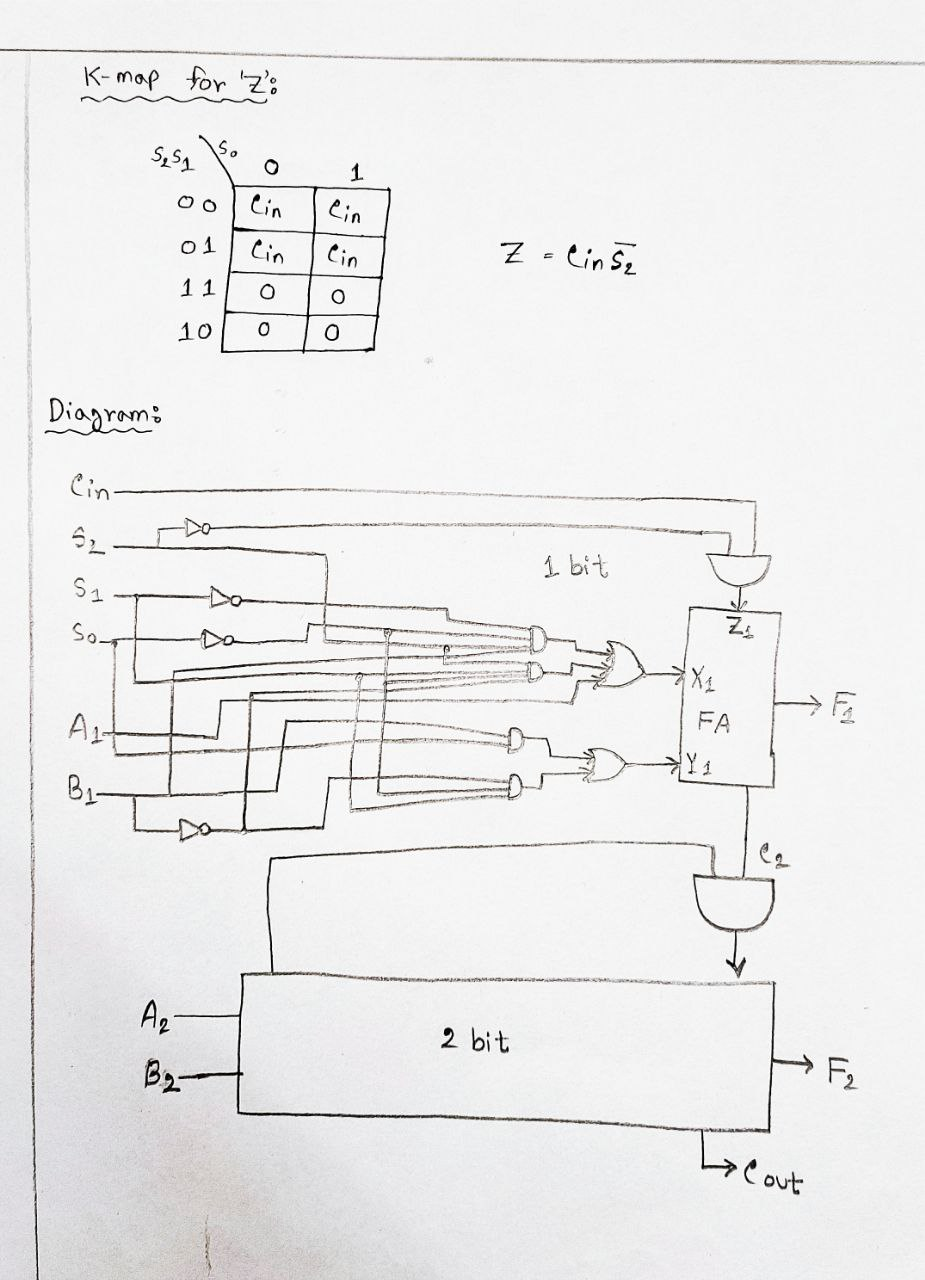 K-map for 'Z':
S₂S₁ S₀ 0 1
00 Cin Cin
01 Cin Cin
11 0 0
10 0 0
Z = Cin S̅₂
Diagram:
Cin
S₂
1 bit
S₁
S₀
Z₁
X₁
A₁
FA
F₁
Y₁
B₁
C₂
A₂
2 bit
B₂
F₂
Cout